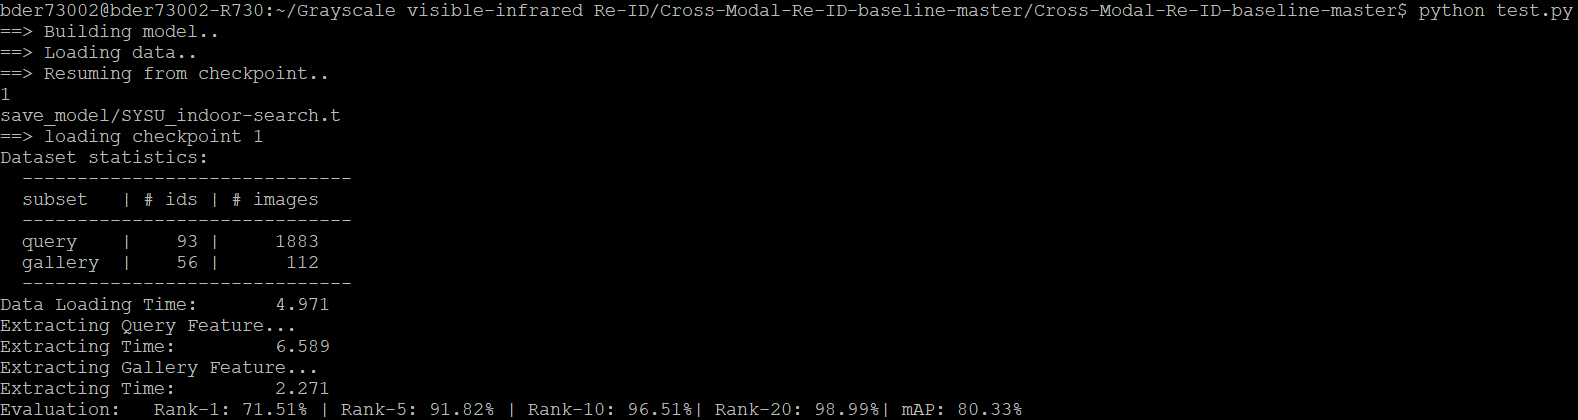 bder73002@bder73002-R730:~/Grayscale visible-infrared Re-ID/Cross-Modal-Re-ID-baseline-master/Cross-Modal-Re-ID-baseline-master$ python test.py
==> Building model..
==> Loading data..
==> Resuming from checkpoint..
1
save_model/SYSU_indoor-search.t
==> loading checkpoint 1
Dataset statistics:
  ------------------------------
  subset   | # ids | # images
  ------------------------------
  query    |    93 |     1883
  gallery  |    56 |      112
  ------------------------------
Data Loading Time:       4.971
Extracting Query Feature...
Extracting Time:         6.589
Extracting Gallery Feature...
Extracting Time:         2.271
Evaluation:   Rank-1: 71.51% | Rank-5: 91.82% | Rank-10: 96.51%| Rank-20: 98.99%| mAP: 80.33%